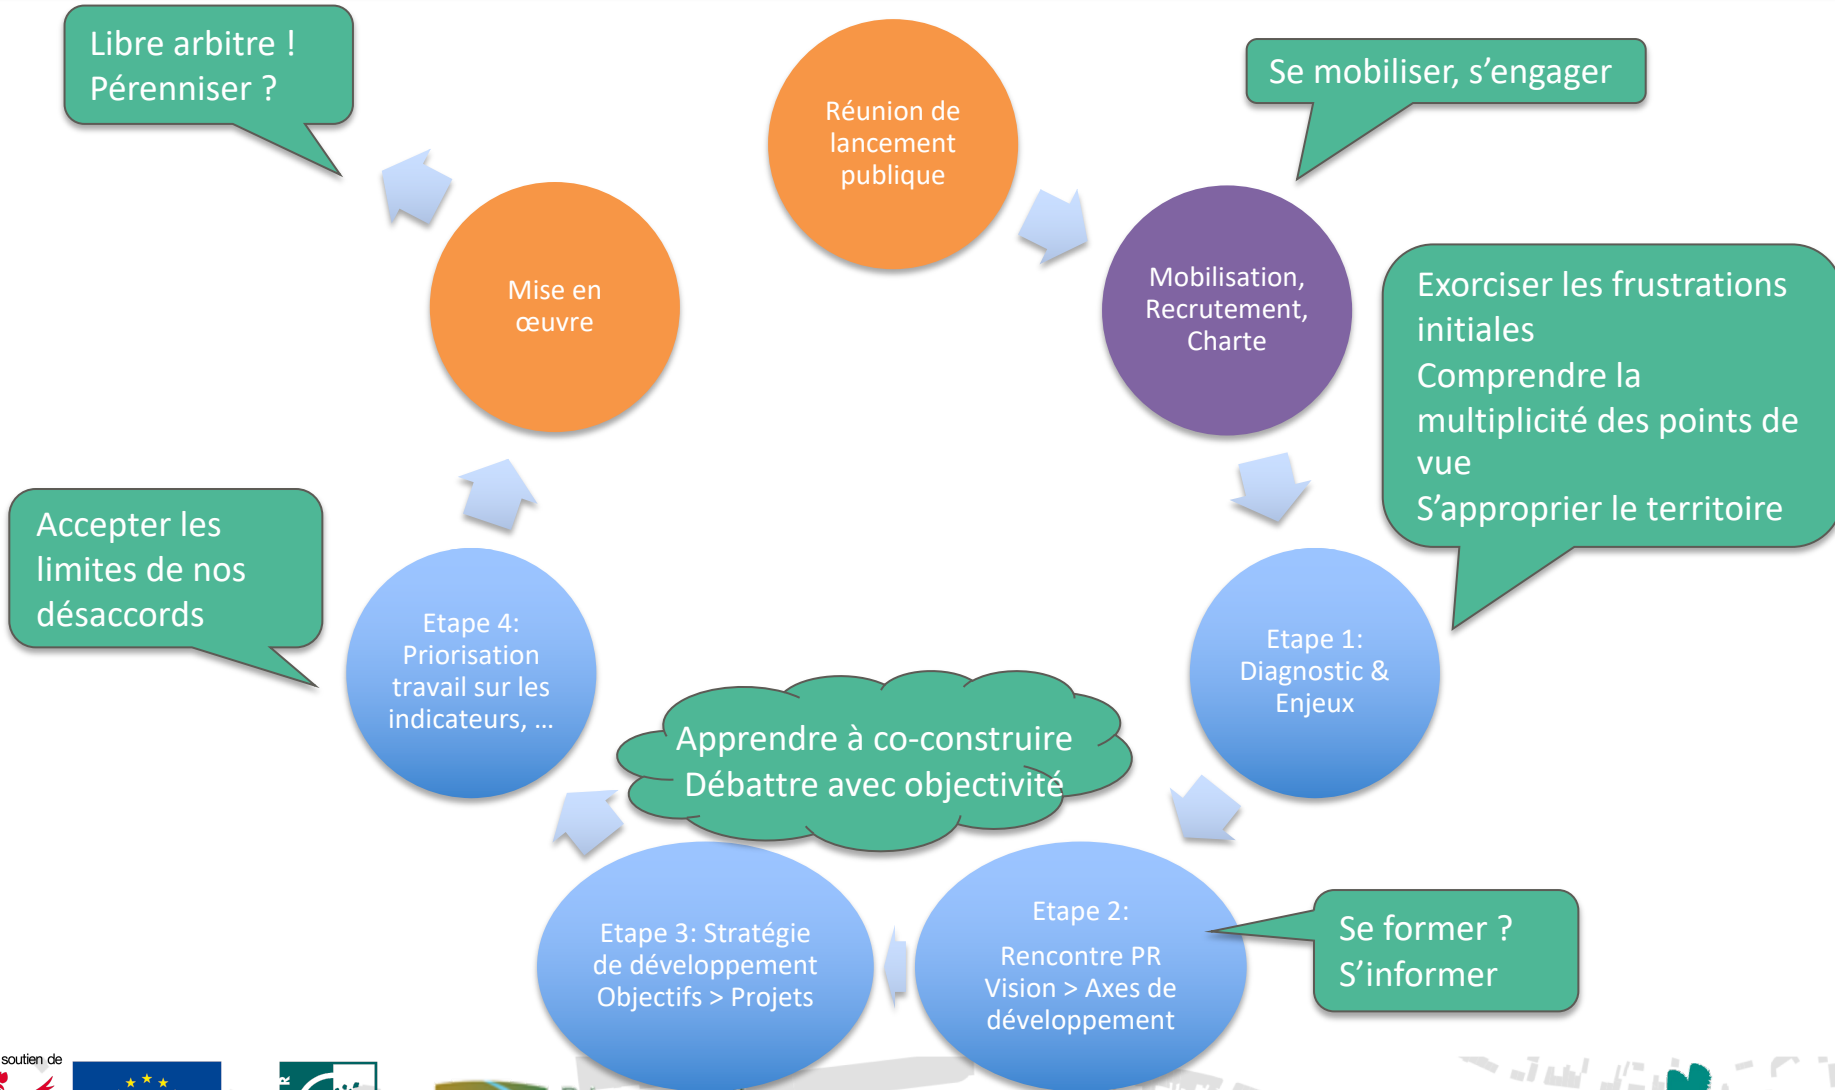 Libre arbitre !
Pérenniser ?
Réunion de
lancement
publique
Se mobiliser, s’engager
Mise en
œuvre
Mobilisation,
Recrutement,
Charte
Exorciser les frustrations
initiales
Comprendre la
multiplicité des points de
vue
S’approprier le territoire
Accepter les
limites de nos
désaccords
Etape 4:
Priorisation
travail sur les
indicateurs, ...
Etape 1:
Diagnostic &
Enjeux
Apprendre à co-construire
Débattre avec objectivité
Etape 3: Stratégie
de développement
Objectifs > Projets
Etape 2:
Rencontre PR
Vision > Axes de
développement
Se former ?
S’informer
soutien de